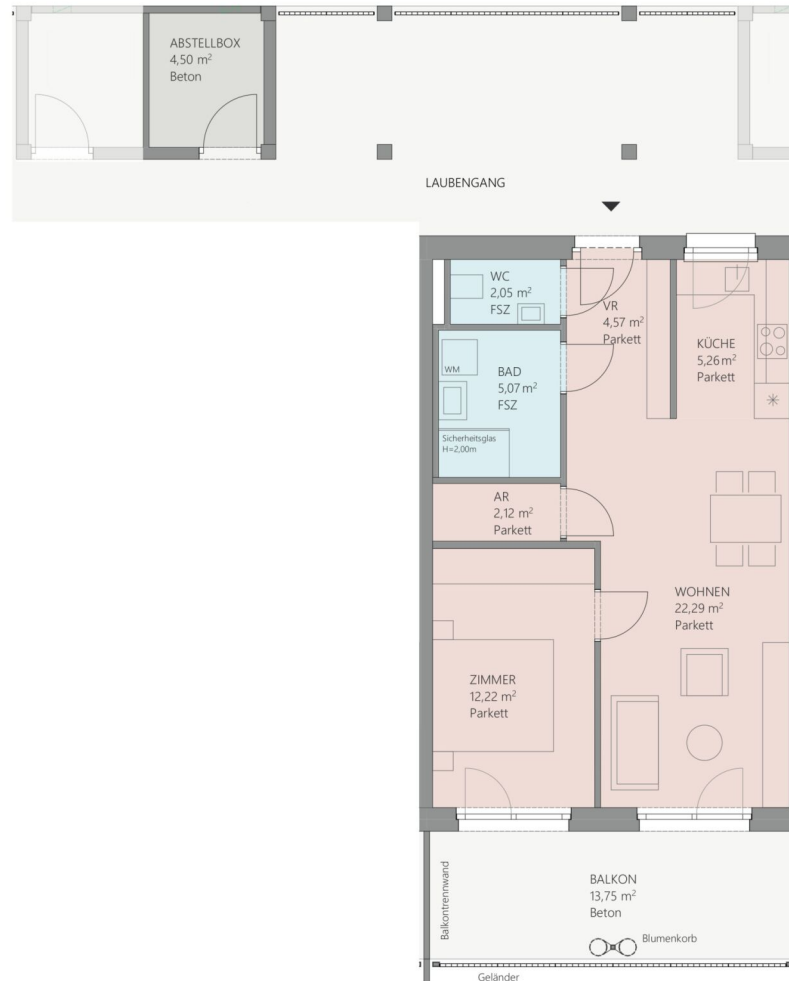 ABSTELLBOX
4,50 m²
Beton
LAUBENGANG
WC
2,05 m²
FSZ
VR
4,57 m²
Parkett
KÜCHE
5,26 m²
Parkett
WM
BAD
5,07 m²
FSZ
Sicherheitsglas
H=2,00m
AR
2,12 m²
Parkett
WOHNEN
22,29 m²
Parkett
ZIMMER
12,22 m²
Parkett
Balkontrennwand
BALKON
13,75 m²
Beton
Blumenkorb
Geländer